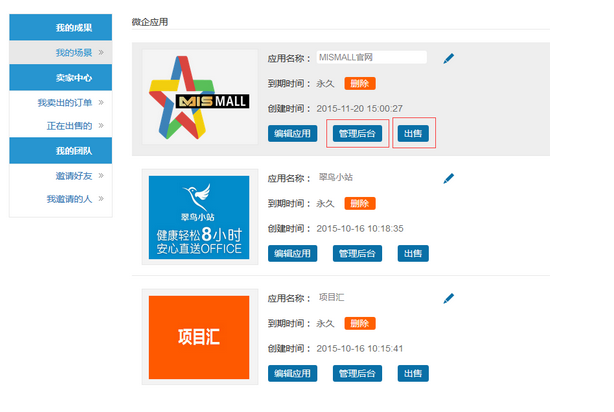 我的成果
我的场景 »
卖家中心
我卖出的订单 »
正在出售的 »
我的团队
邀请好友 »
我邀请的人 »
微企应用
MISMALL
应用名称： MISMALL官网
到期时间： 永久 删除
创建时间： 2015-11-20 15:00:27
编辑应用 管理后台 出售
翠鸟小站
健康轻松8小时
安心直送OFFICE
应用名称： 翠鸟小站
到期时间： 永久 删除
创建时间： 2015-10-16 10:18:35
编辑应用 管理后台 出售
项目汇
应用名称： 项目汇
到期时间： 永久 删除
创建时间： 2015-10-16 10:15:41
编辑应用 管理后台 出售